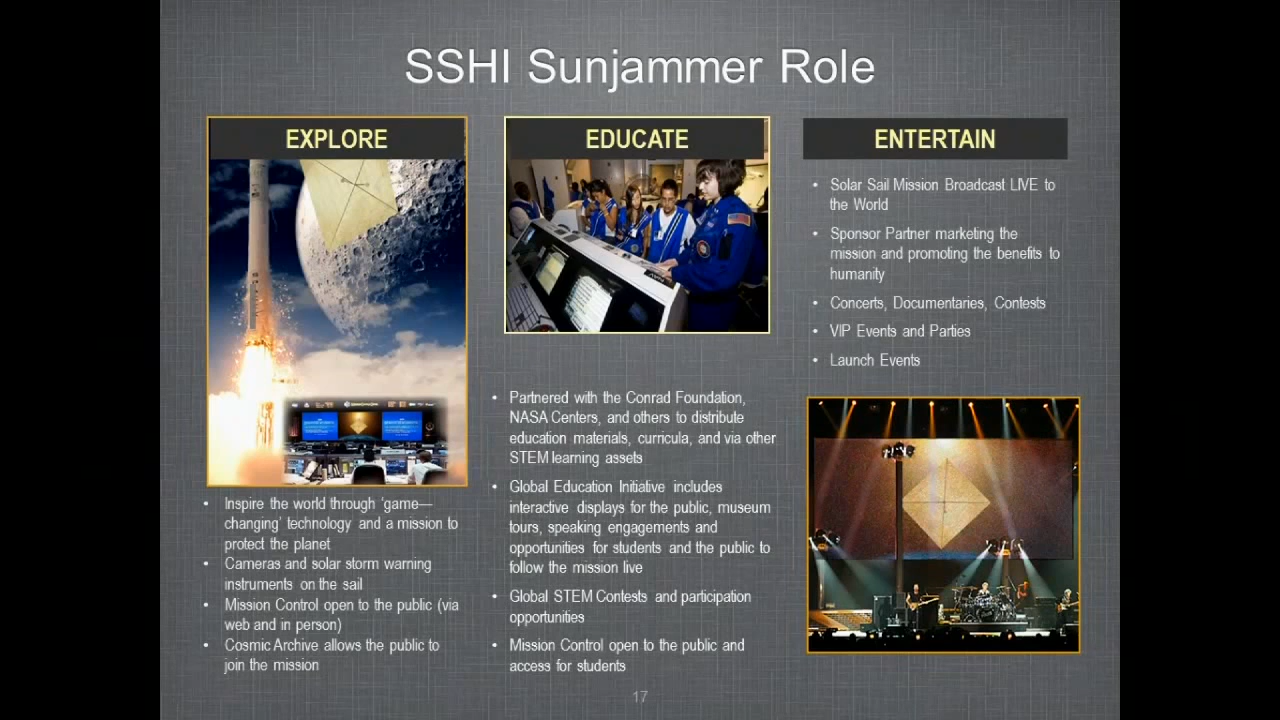 SSHI Sunjammer Role
EXPLORE
• Inspire the world through ‘game—
changing’ technology and a mission to
protect the planet
• Cameras and solar storm warning
instruments on the sail
• Mission Control open to the public (via
web and in person)
• Cosmic Archive allows the public to
join the mission
EDUCATE
• Partnered with the Conrad Foundation,
NASA Centers, and others to distribute
education materials, curricula, and via other
STEM learning assets
• Global Education Initiative includes
interactive displays for the public, museum
tours, speaking engagements and
opportunities for students and the public to
follow the mission live
• Global STEM Contests and participation
opportunities
• Mission Control open to the public and
access for students
ENTERTAIN
• Solar Sail Mission Broadcast LIVE to
the World
• Sponsor Partner marketing the
mission and promoting the benefits to
humanity
• Concerts, Documentaries, Contests
• VIP Events and Parties
• Launch Events
17